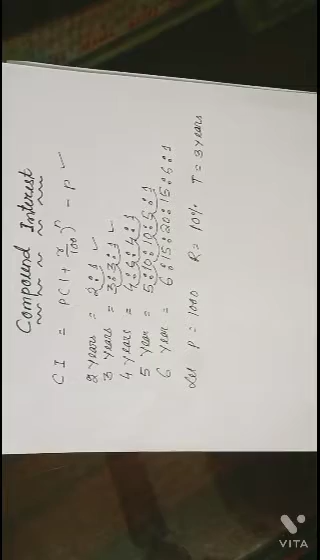 Compound Interest
CI = P(1+ r/100)^n - P ✓
2 years = 2:1 ✓
3 years = 3:3:1 ✓
4 years = 4:6:4:1
5 year = 5:10:10:5:1
6 year = 6:15:20:15:6:1
Let P = 1000 R = 10% T = 3 years
VITA